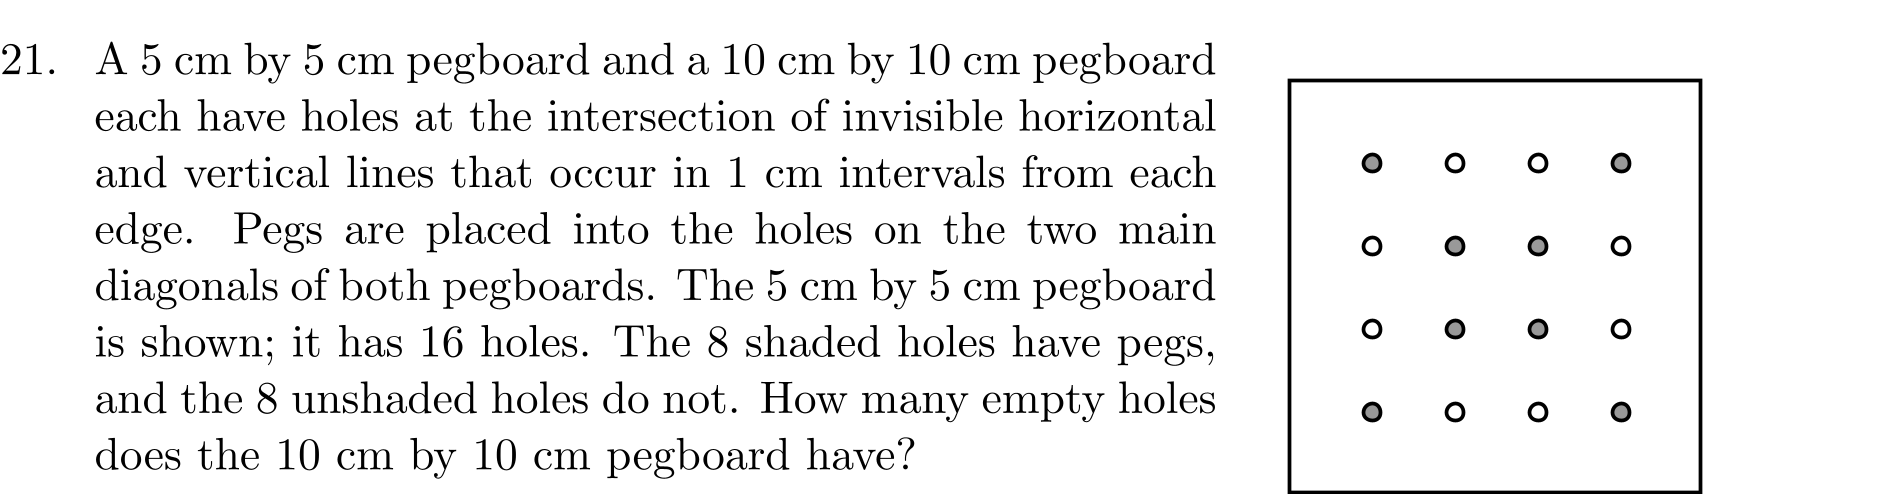 21. A 5 cm by 5 cm pegboard and a 10 cm by 10 cm pegboard
each have holes at the intersection of invisible horizontal
and vertical lines that occur in 1 cm intervals from each
edge. Pegs are placed into the holes on the two main
diagonals of both pegboards. The 5 cm by 5 cm pegboard
is shown; it has 16 holes. The 8 shaded holes have pegs,
and the 8 unshaded holes do not. How many empty holes
does the 10 cm by 10 cm pegboard have?